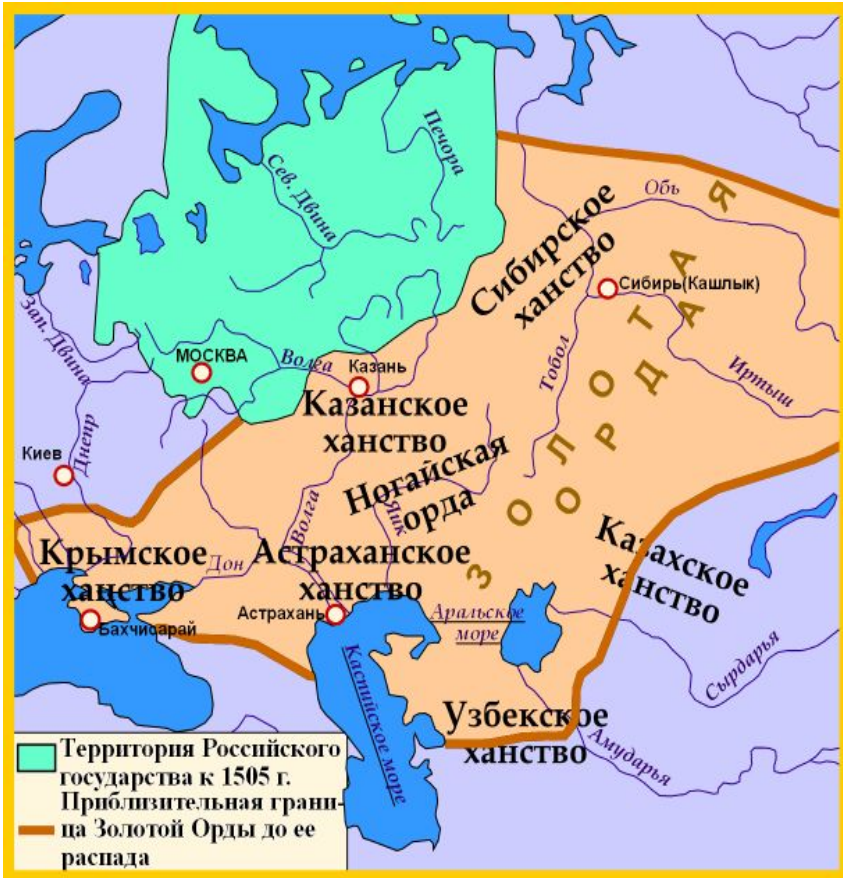 Печора
Сев. Двина
Обь
Сибирское
ханство
Сибирь(Кашлык)
ЗОЛОТАЯ
ОРДА
Зап. Двина
МОСКВА
Волга
Казань
Тобол
Иртыш
Казанское
ханство
Киев
Днепр
Ногайская
орда
Волга
Яик
Казахское
ханство
Крымское
ханство
Дон
Астраханское
ханство
Астрахань
Бахчисарай
Аральское
море
Сырдарья
Каспийское море
Узбекское
ханство
Амударья
Территория Российского
государства к 1505 г.
Приблизительная грани-
ца Золотой Орды до ее
распада